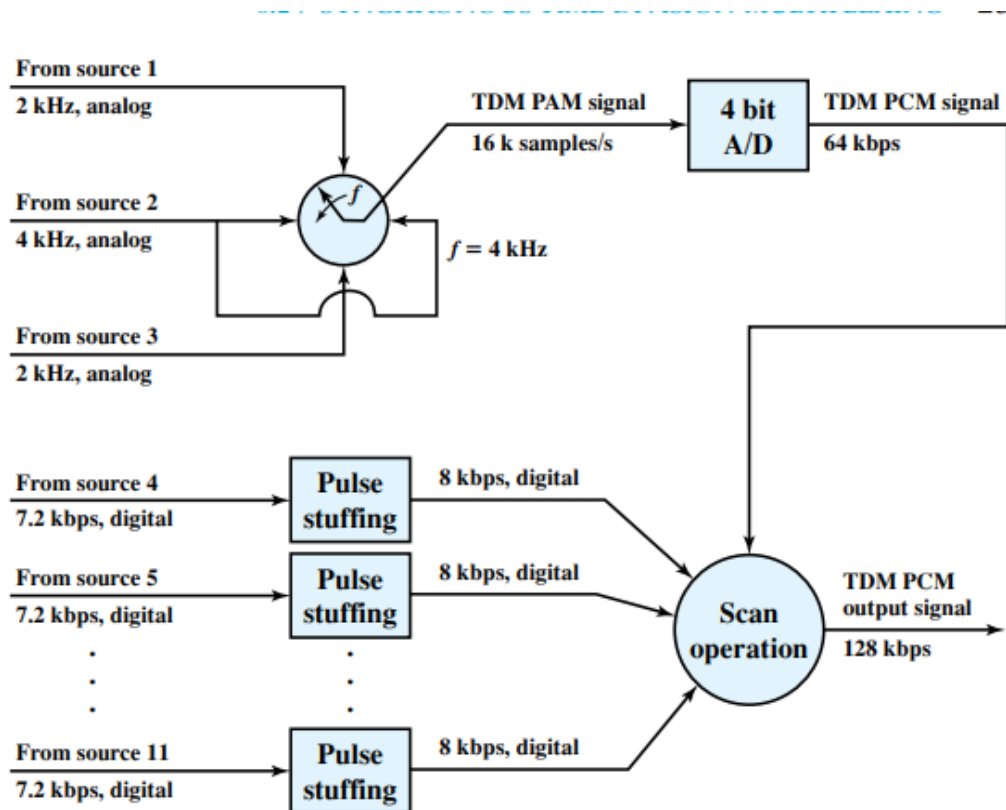 From source 1
2 kHz, analog
TDM PAM signal
16 k samples/s
4 bit
A/D
TDM PCM signal
64 kbps
From source 2
4 kHz, analog
f
f = 4 kHz
From source 3
2 kHz, analog
From source 4
7.2 kbps, digital
Pulse
stuffing
8 kbps, digital
From source 5
7.2 kbps, digital
Pulse
stuffing
8 kbps, digital
Scan
operation
TDM PCM
output signal
128 kbps
From source 11
7.2 kbps, digital
Pulse
stuffing
8 kbps, digital